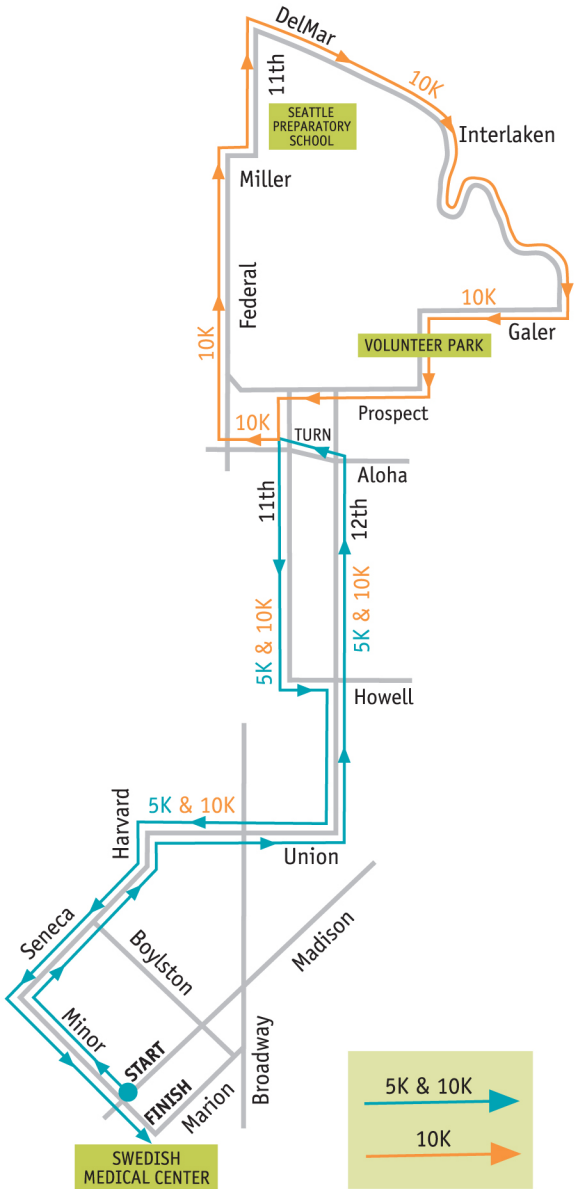 DelMar
10K
11th
SEATTLE
PREPARATORY
SCHOOL
Interlaken
Miller
Federal
10K
10K
Galer
VOLUNTEER PARK
Prospect
10K
TURN
Aloha
11th
12th
5K & 10K
5K & 10K
Howell
5K & 10K
Harvard
Union
Seneca
Boylston
Madison
Minor
START
FINISH
Marion
Broadway
SWEDISH
MEDICAL CENTER
5K & 10K
10K